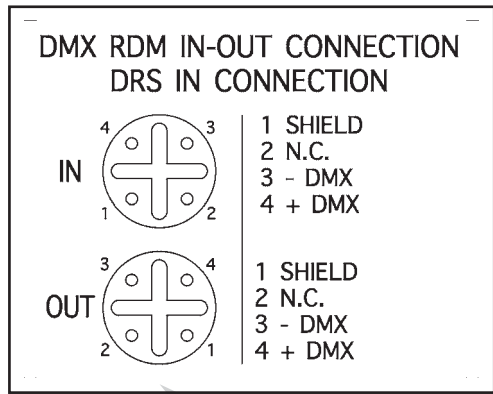 DMX RDM IN-OUT CONNECTION
DRS IN CONNECTION
4 3
IN
1 2
1 SHIELD
2 N.C.
3 - DMX
4 + DMX
3 4
OUT
2 1
1 SHIELD
2 N.C.
3 - DMX
4 + DMX